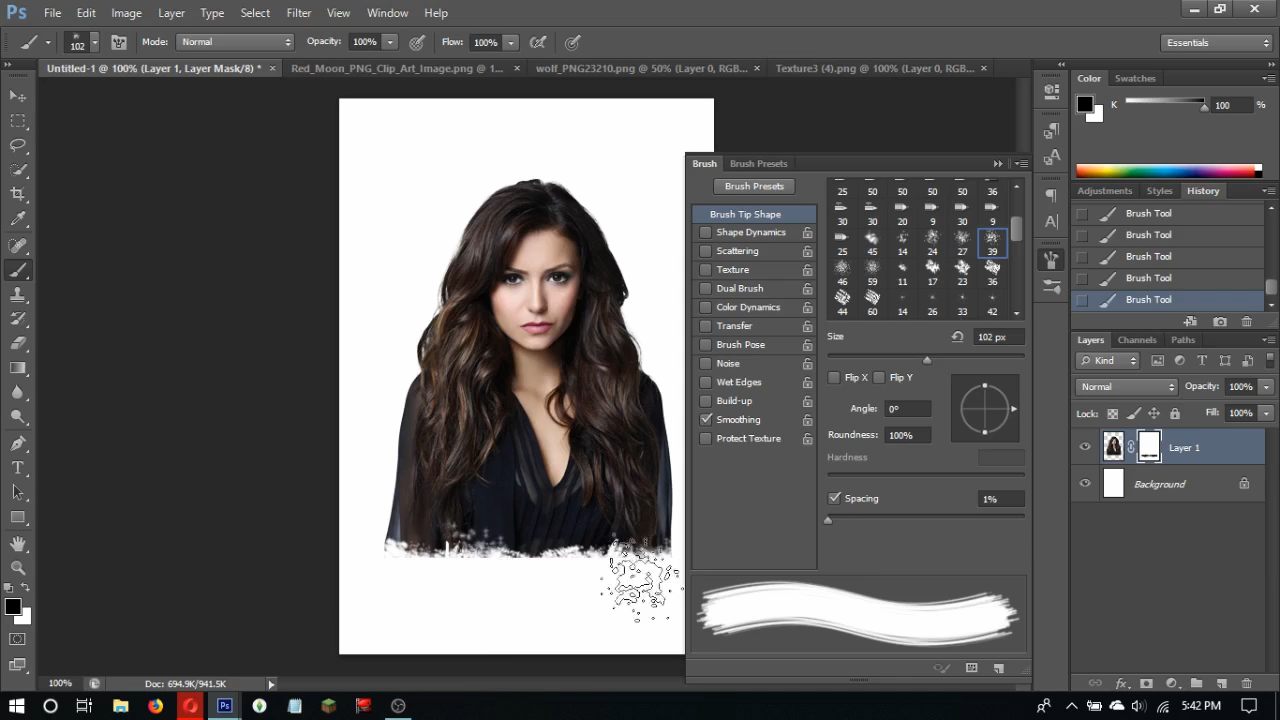 Ps File Edit Image Layer Type Select Filter View Window Help
102 Mode: Normal Opacity: 100% Flow: 100% Essentials
Untitled-1 @ 100% (Layer 1, Layer Mask/8) * × Red_Moon_PNG_Clip_Art_Image.png @ 1... × wolf_PNG23210.png @ 50% (Layer 0, RGB... × Texture3 (4).png @ 100% (Layer 0, RGB... ×
Color Swatches
K 100 %
Adjustments Styles History
Brush Tool
Brush Tool
Brush Tool
Brush Tool
Brush Tool
Layers Channels Paths
Kind
Normal Opacity: 100%
Lock: Fill: 100%
Layer 1
Background
Brush Brush Presets
Brush Presets
Brush Tip Shape
Shape Dynamics
Scattering
Texture
Dual Brush
Color Dynamics
Transfer
Brush Pose
Noise
Wet Edges
Build-up
Smoothing
Protect Texture
25 50 50 50 50 36
30 30 20 9 30 9
25 45 14 24 27 39
46 59 11 17 23 36
44 60 14 26 33 42
Size 102 px
Flip X Flip Y
Angle: 0º
Roundness: 100%
Hardness
Spacing 1%
100% Doc: 694.9K/941.5K
5:42 PM